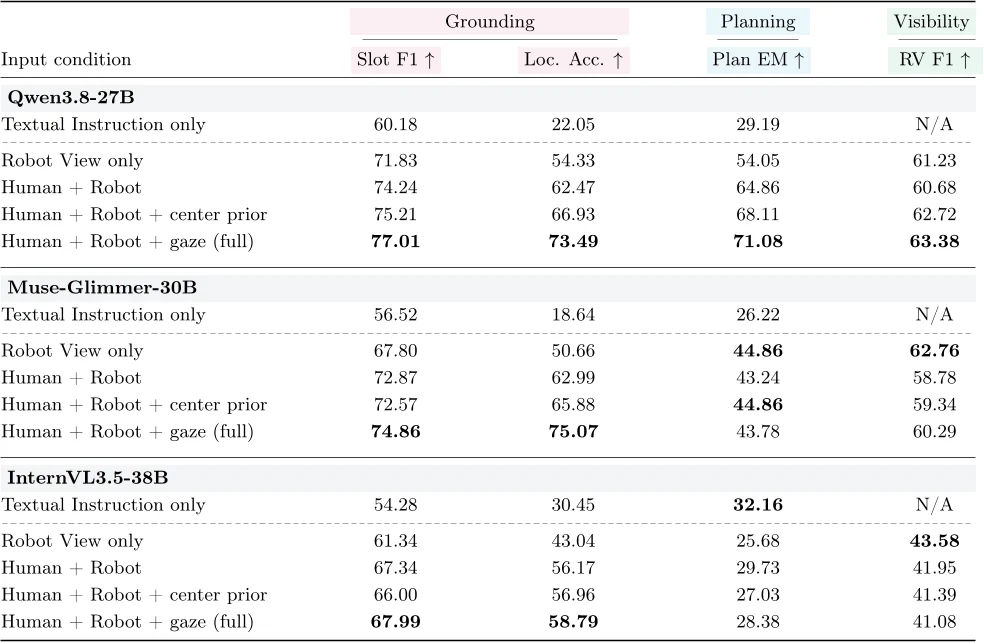 Grounding Planning Visibility
Input condition Slot F1 ↑ Loc. Acc. ↑ Plan EM ↑ RV F1 ↑
Qwen3.8-27B
Textual Instruction only 60.18 22.05 29.19 N/A
Robot View only 71.83 54.33 54.05 61.23
Human + Robot 74.24 62.47 64.86 60.68
Human + Robot + center prior 75.21 66.93 68.11 62.72
Human + Robot + gaze (full) 77.01 73.49 71.08 63.38
Muse-Glimmer-30B
Textual Instruction only 56.52 18.64 26.22 N/A
Robot View only 67.80 50.66 44.86 62.76
Human + Robot 72.87 62.99 43.24 58.78
Human + Robot + center prior 72.57 65.88 44.86 59.34
Human + Robot + gaze (full) 74.86 75.07 43.78 60.29
InternVL3.5-38B
Textual Instruction only 54.28 30.45 32.16 N/A
Robot View only 61.34 43.04 25.68 43.58
Human + Robot 67.34 56.17 29.73 41.95
Human + Robot + center prior 66.00 56.96 27.03 41.39
Human + Robot + gaze (full) 67.99 58.79 28.38 41.08